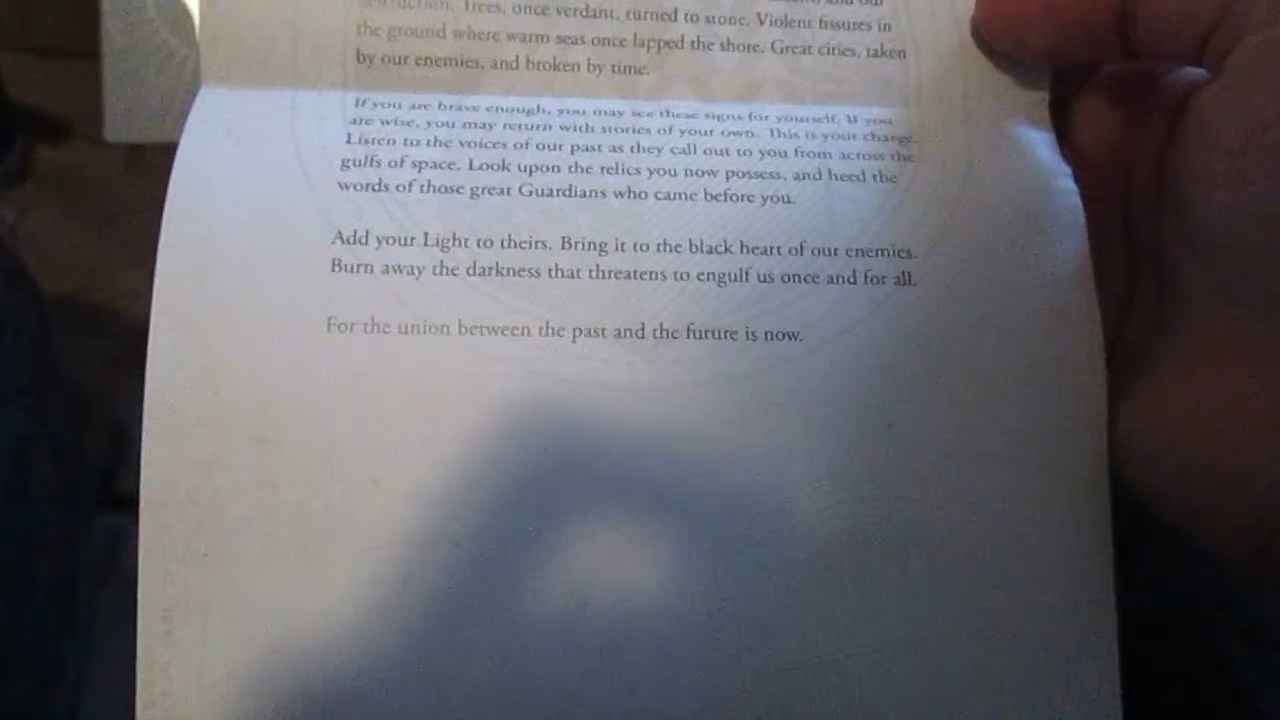 Trees, once verdant, turned to stone. Violent fissures in
the ground where warm seas once lapped the shore. Great cities, taken
by our enemies, and broken by time.
If you are brave enough, you may see these signs for yourself. If you
are wise, you may return with stories of your own. This is your charge.
Listen to the voices of our past as they call out to you from across the
gulfs of space. Look upon the relics you now possess, and heed the
words of those great Guardians who came before you.
Add your Light to theirs. Bring it to the black heart of our enemies.
Burn away the darkness that threatens to engulf us once and for all.
For the union between the past and the future is now.